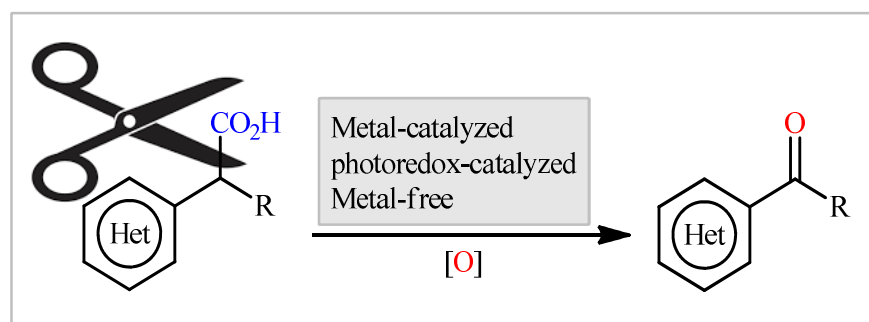 CO₂H
R
Het
Metal-catalyzed
photoredox-catalyzed
Metal-free
[O]
O
R
Het